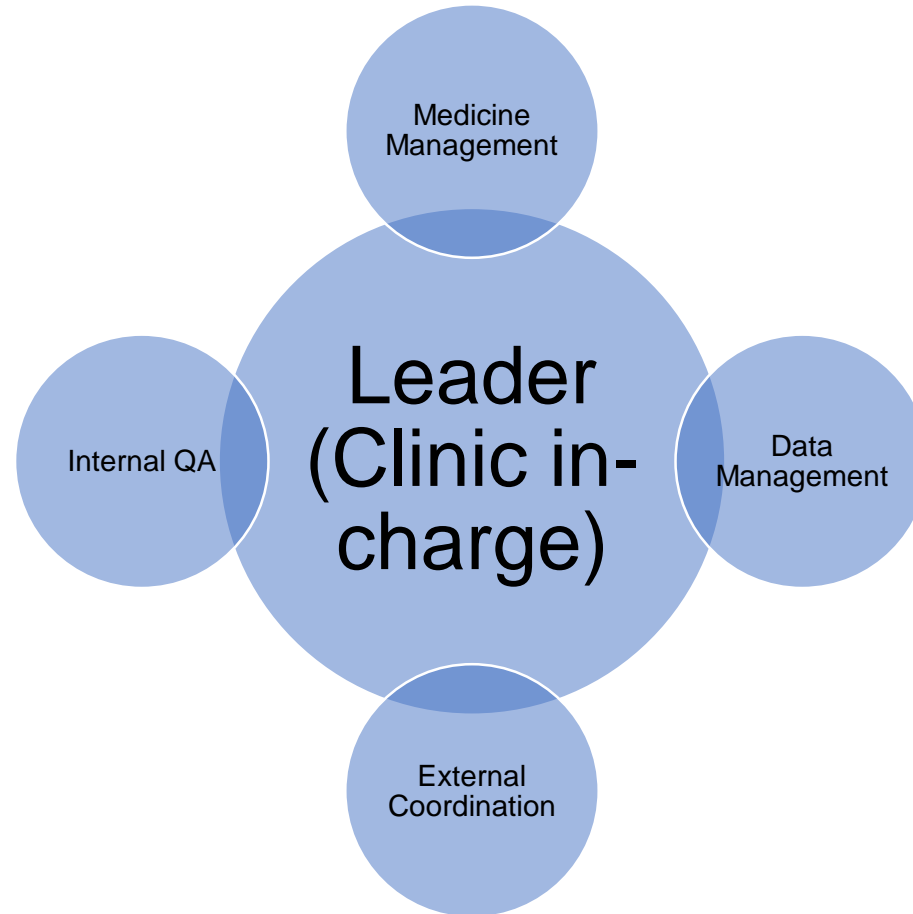 Medicine
Management
Internal QA
Leader
(Clinic in-
charge)
Data
Management
External
Coordination